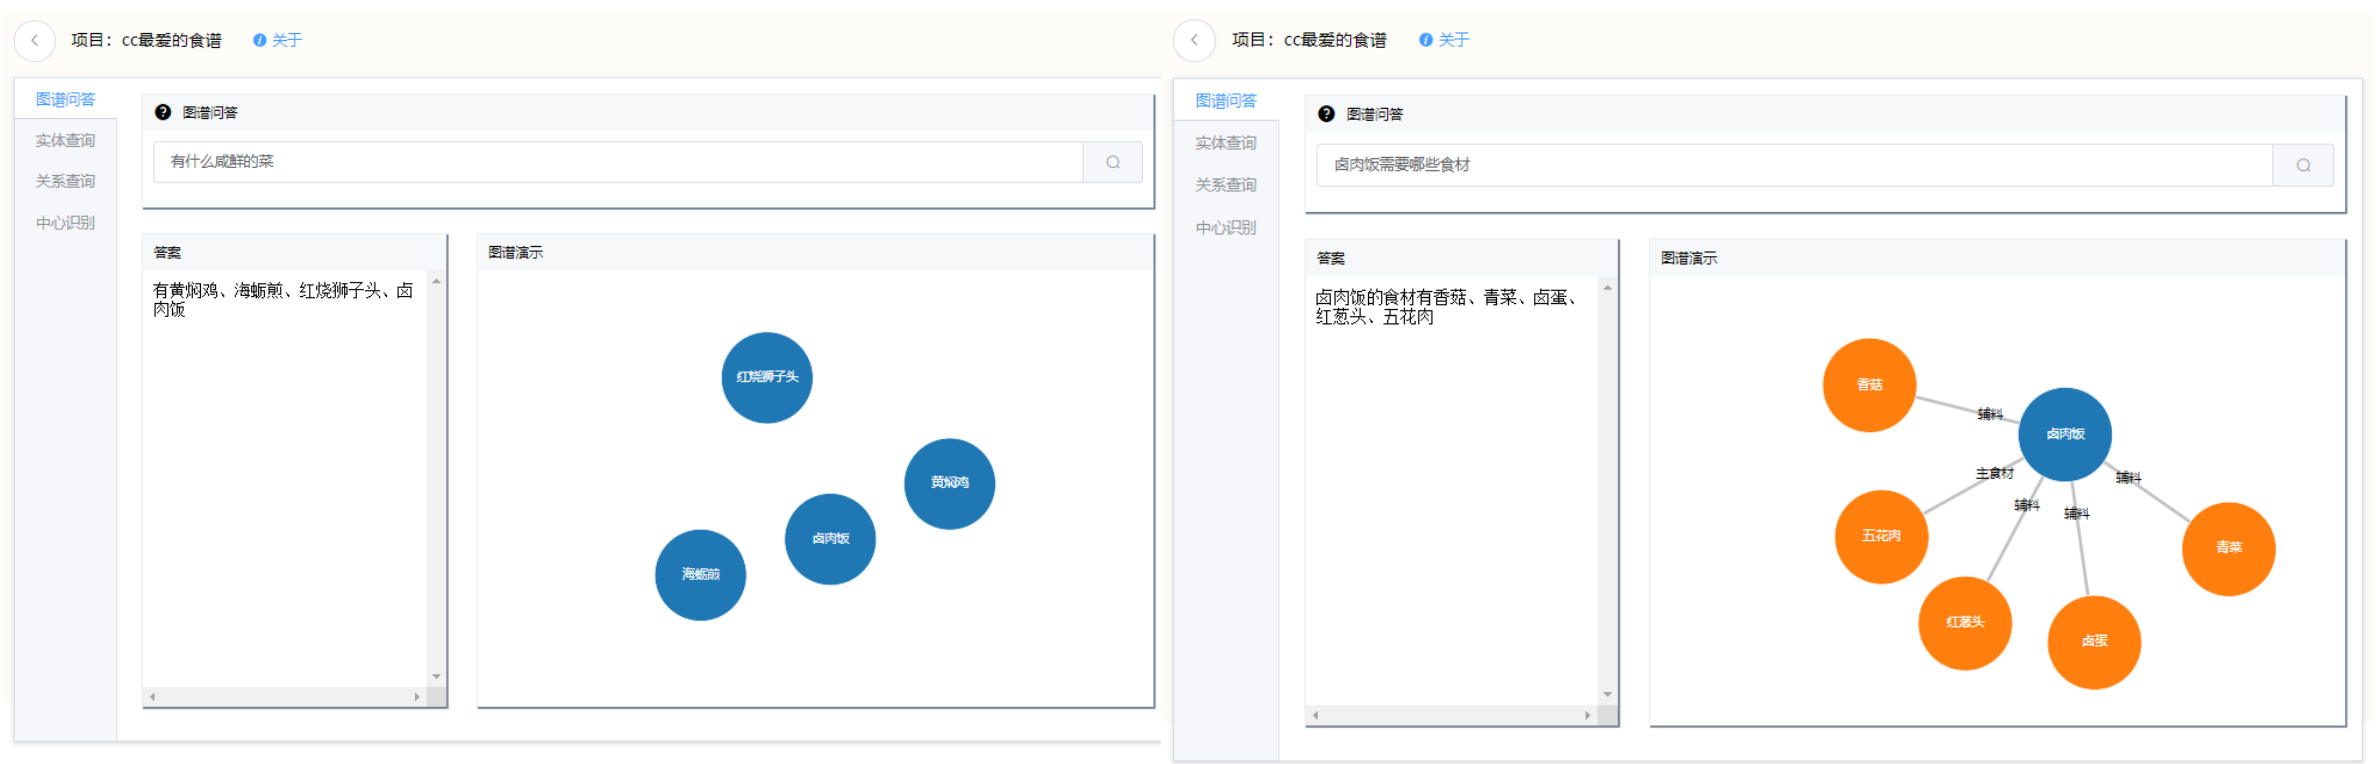 项目：cc最爱的食谱 关于
图谱问答
实体查询
关系查询
中心识别
图谱问答
有什么咸鲜的菜
答案
有黄焖鸡、海蛎煎、红烧狮子头、卤
肉饭
图谱演示
红烧狮子头
黄焖鸡
卤肉饭
海蛎煎
项目：cc最爱的食谱 关于
图谱问答
实体查询
关系查询
中心识别
图谱问答
卤肉饭需要哪些食材
答案
卤肉饭的食材有香菇、青菜、卤蛋、
红葱头、五花肉
图谱演示
香菇
辅料
卤肉饭
主食材
辅料
辅料
辅料
五花肉
青菜
红葱头
卤蛋